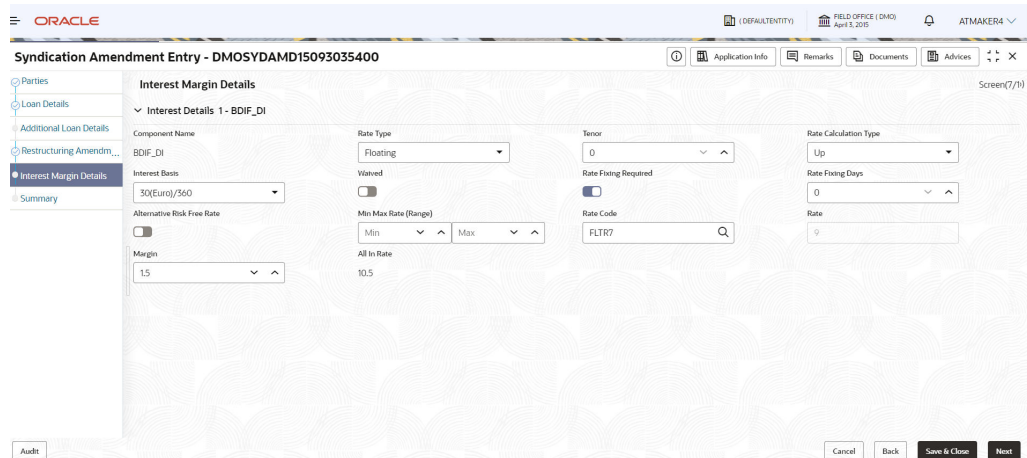 ORACLE
(DEFAULTENTITY)
FIELD OFFICE ( DMO)
April 3, 2015
ATMAKER4
Syndication Amendment Entry - DMOSYDAMD15093035400
Application Info
Remarks
Documents
Advices
Parties
Loan Details
Additional Loan Details
Restructuring Amendm...
Interest Margin Details
Summary
Interest Margin Details
Interest Details 1 - BDIF_DI
Component Name
Rate Type
Tenor
Rate Calculation Type
BDIF_DI
Floating
0
Up
Interest Basis
Waived
Rate Fixing Required
Rate Fixing Days
30(Euro)/360
0
Alternative Risk Free Rate
Min Max Rate (Range)
Rate Code
Rate
Min
Max
FLTR7
9
Margin
All In Rate
1.5
10.5
Audit
Cancel
Back
Save & Close
Next